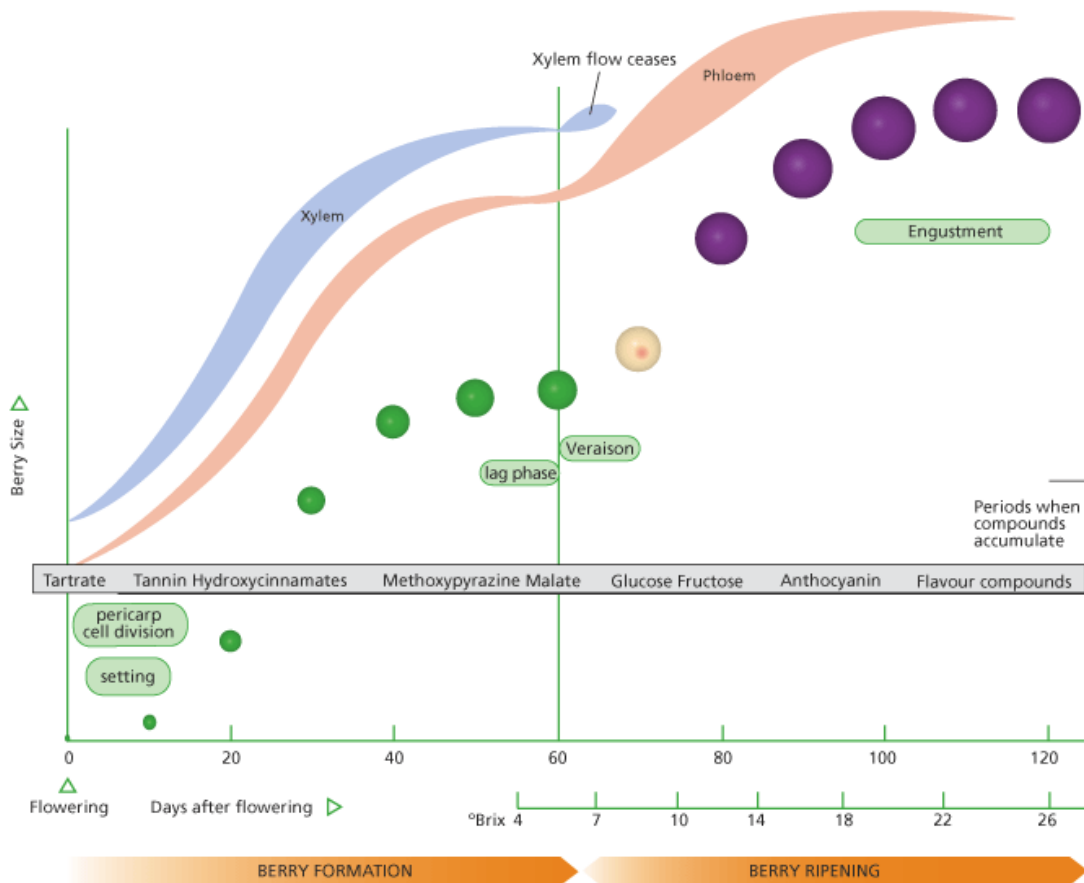 Xylem flow ceases
Phloem
Xylem
Engustment
Veraison
lag phase
Berry Size
Periods when
compounds
accumulate
Tartrate Tannin Hydroxycinnamates Methoxypyrazine Malate Glucose Fructose Anthocyanin Flavour compounds
pericarp
cell division
setting
0 20 40 60 80 100 120
Flowering Days after flowering
ºBrix 4 7 10 14 18 22 26
BERRY FORMATION BERRY RIPENING